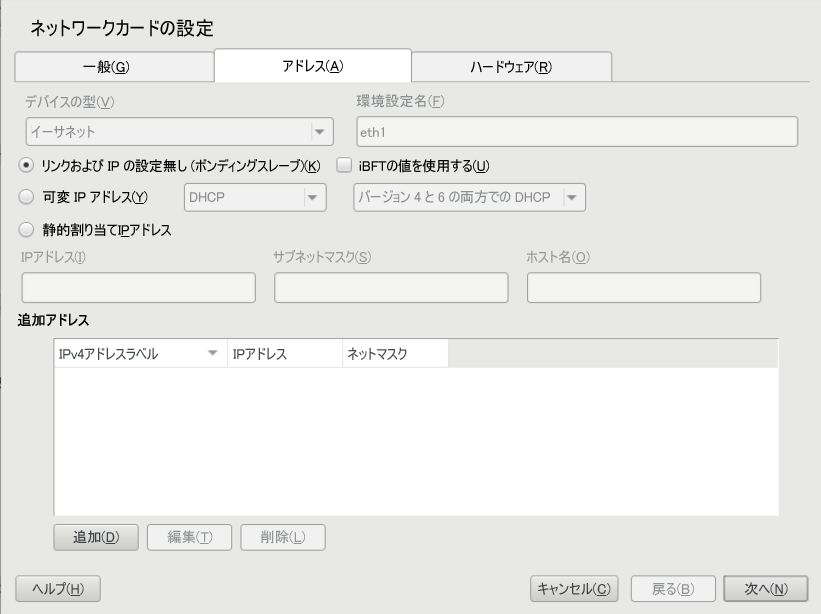 ネットワークカードの設定
一般(G) アドレス(A) ハードウェア(R)
デバイスの型(V) 環境設定名(F)
イーサネット eth1
リンクおよび IP の設定無し (ボンディングスレーブ)(K) iBFTの値を使用する(U)
可変 IP アドレス(Y) DHCP バージョン 4 と 6 の両方での DHCP
静的割り当てIPアドレス
IPアドレス(I) サブネットマスク(S) ホスト名(O)
追加アドレス
IPv4アドレスラベル IPアドレス ネットマスク
追加(D) 編集(T) 削除(L)
ヘルプ(H) キャンセル(C) 戻る(B) 次へ(N)